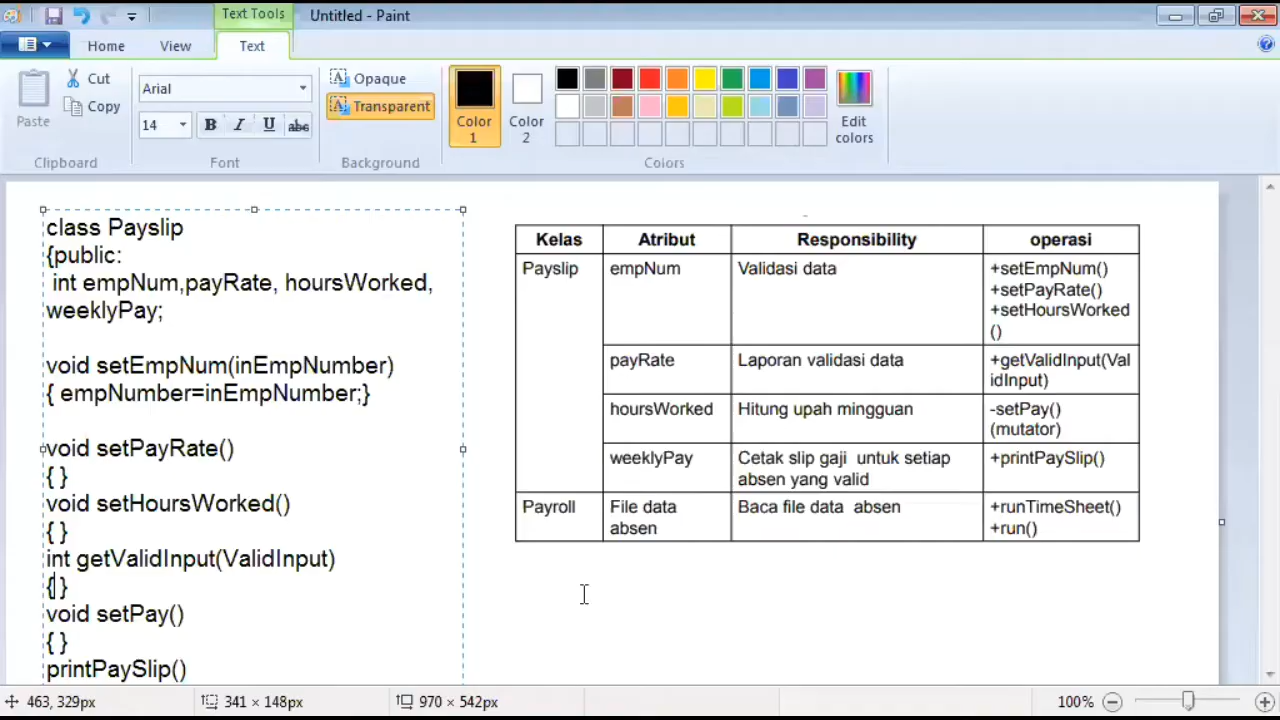 Text Tools
Untitled - Paint
Home
View
Text
Paste
Cut
Copy
Clipboard
Arial
14
B I U abc
Font
Opaque
Transparent
Background
Color 1
Color 2
Edit colors
Colors
class Payslip
{public:
int empNum,payRate, hoursWorked,
weeklyPay;
void setEmpNum(inEmpNumber)
{ empNumber=inEmpNumber;}
void setPayRate()
{ }
void setHoursWorked()
{ }
int getValidInput(ValidInput)
{ }
void setPay()
{ }
printPaySlip()
Kelas Atribut Responsibility operasi
Payslip empNum Validasi data +setEmpNum()
+setPayRate()
+setHoursWorked
()
payRate Laporan validasi data +getValidInput(Val
idInput)
hoursWorked Hitung upah mingguan -setPay()
(mutator)
weeklyPay Cetak slip gaji untuk setiap +printPaySlip()
absen yang valid
Payroll File data Baca file data absen +runTimeSheet()
absen +run()
463, 329px
341 × 148px
970 × 542px
100%